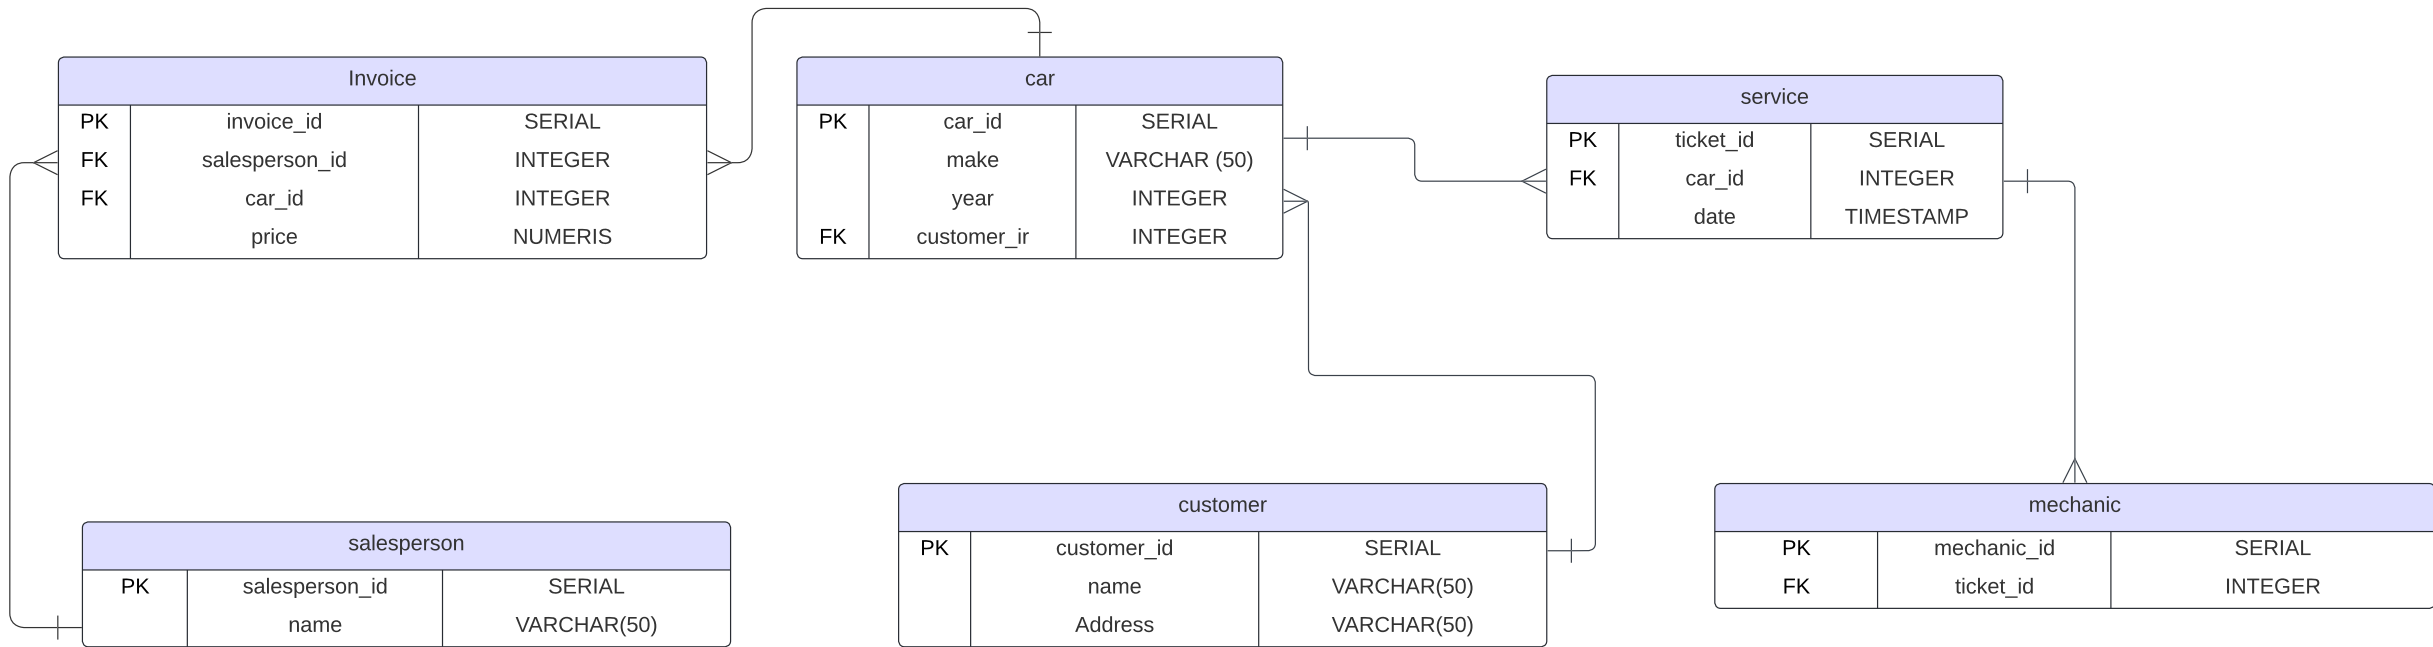 Invoice
PK invoice_id SERIAL
FK salesperson_id INTEGER
FK car_id INTEGER
price NUMERIS
car
PK car_id SERIAL
make VARCHAR (50)
year INTEGER
FK customer_ir INTEGER
service
PK ticket_id SERIAL
FK car_id INTEGER
date TIMESTAMP
salesperson
PK salesperson_id SERIAL
name VARCHAR(50)
customer
PK customer_id SERIAL
name VARCHAR(50)
Address VARCHAR(50)
mechanic
PK mechanic_id SERIAL
FK ticket_id INTEGER